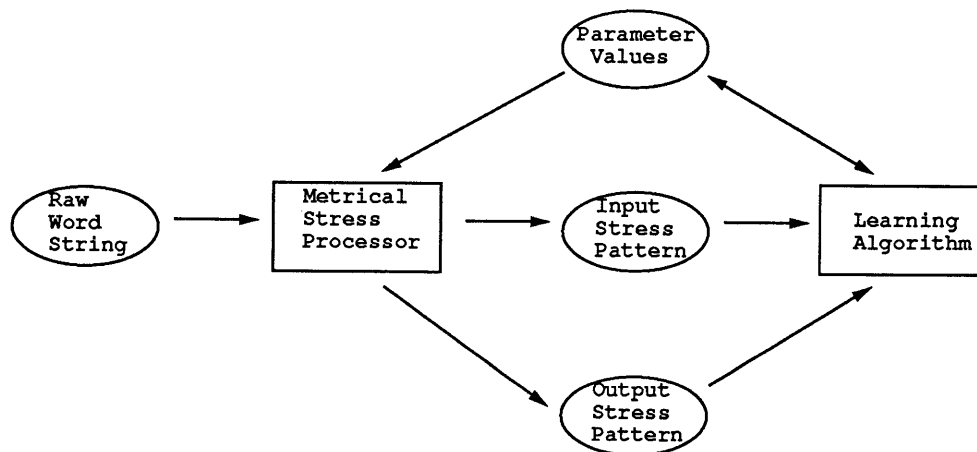 Parameter
Values
Raw
Word
String
Metrical
Stress
Processor
Input
Stress
Pattern
Learning
Algorithm
Output
Stress
Pattern